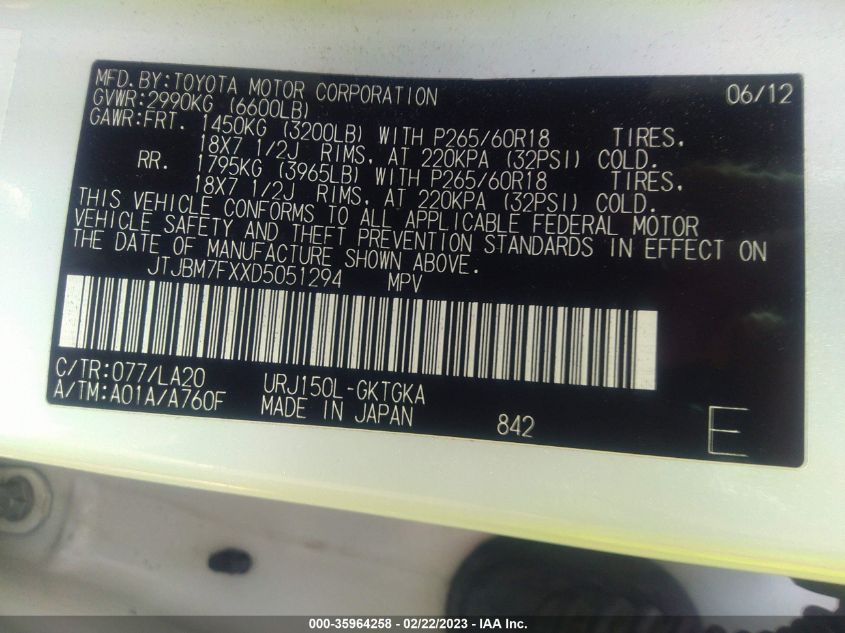 MFD.BY:TOYOTA MOTOR CORPORATION 06/12
GVWR:2990KG (6600LB)
GAWR:FRT. 1450KG (3200LB) WITH P265/60R18 TIRES,
18X7 1/2J RIMS, AT 220KPA (32PSI) COLD.
RR. 1795KG (3965LB) WITH P265/60R18 TIRES,
18X7 1/2J RIMS, AT 220KPA (32PSI) COLD.
THIS VEHICLE CONFORMS TO ALL APPLICABLE FEDERAL MOTOR
VEHICLE SAFETY AND THEFT PREVENTION STANDARDS IN EFFECT ON
THE DATE OF MANUFACTURE SHOWN ABOVE.
JTJBM7FXXD5051294 MPV
C/TR:077/LA20 URJ150L-GKTGKA
A/TM:A01A/A760F MADE IN JAPAN 842 E
000-35964258 - 02/22/2023 - IAA Inc.